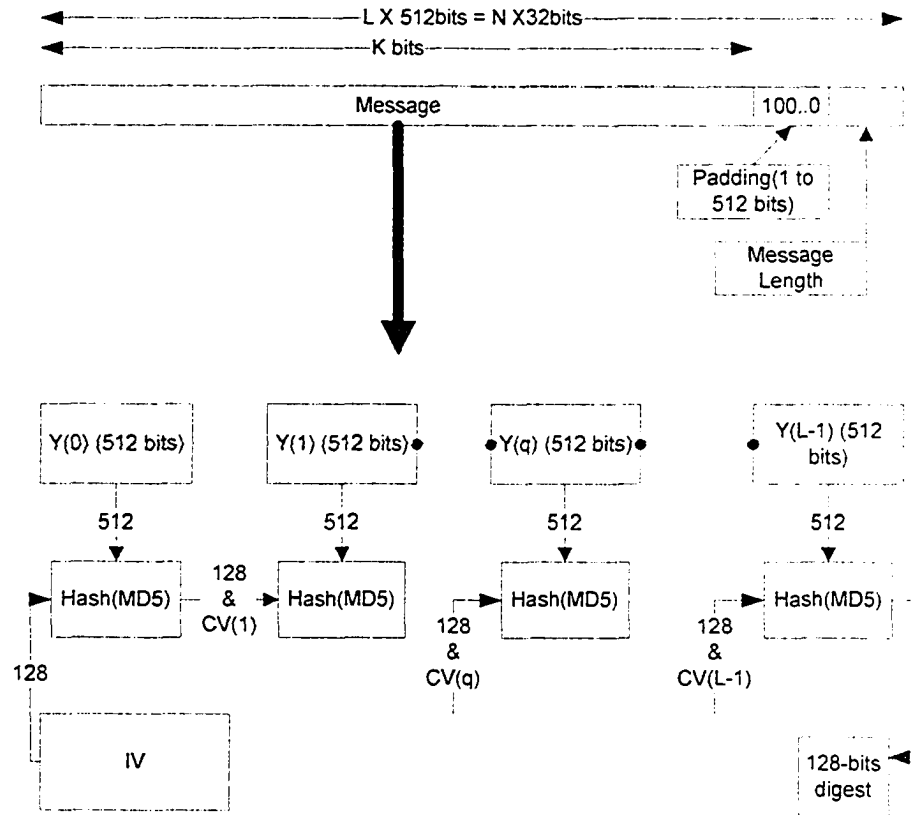 L X 512bits = N X32bits
K bits
Message
100..0
Padding(1 to
512 bits)
Message
Length
Y(0) (512 bits)
Y(1) (512 bits)
Y(q) (512 bits)
Y(L-1) (512
bits)
512
512
512
512
Hash(MD5)
128
&
CV(1)
Hash(MD5)
128
&
CV(q)
Hash(MD5)
128
&
CV(L-1)
Hash(MD5)
128
IV
128-bits
digest